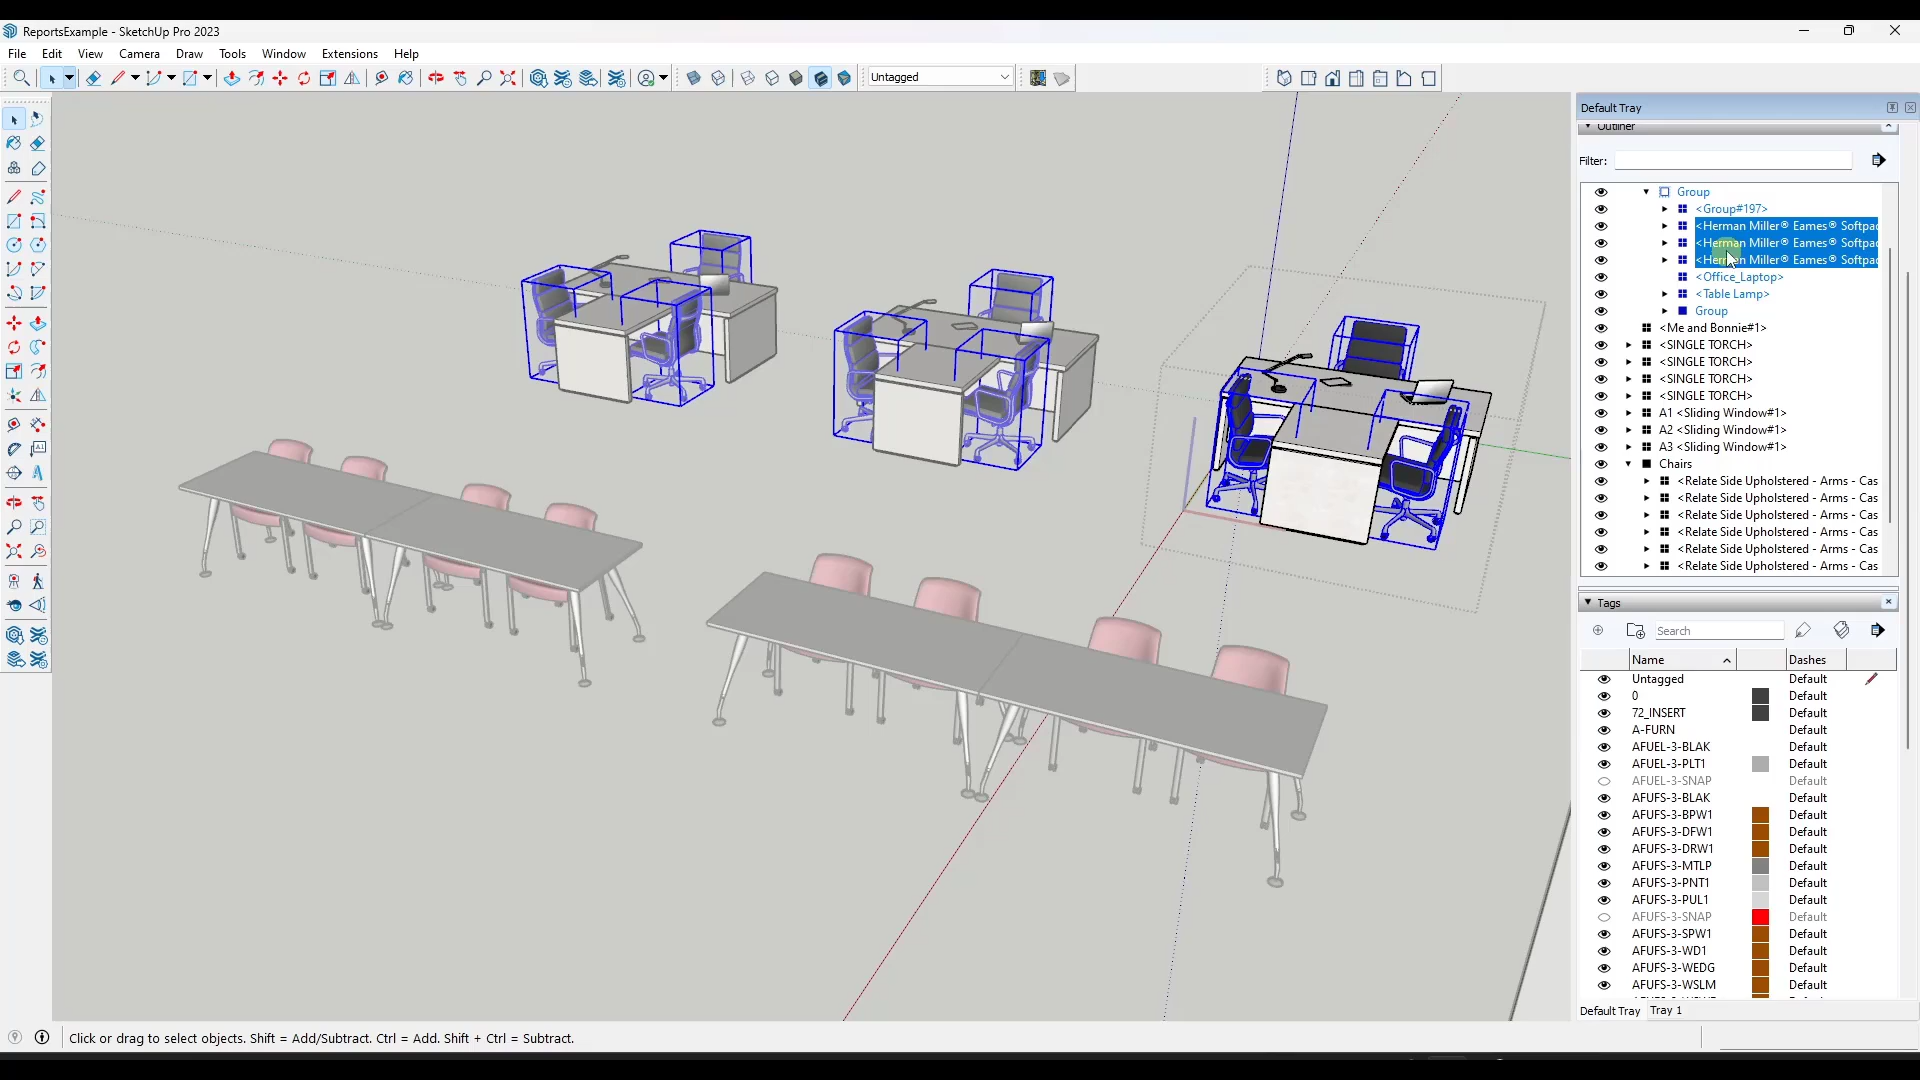 ReportsExample - SketchUp Pro 2023
File Edit View Camera Draw Tools Window Extensions Help
Untagged
Default Tray
Outliner
Filter:
Group
<Group#197>
<Herman Miller® Eames® Softpad
<Herman Miller® Eames® Softpad
<Herman Miller® Eames® Softpad
<Office_Laptop>
<Table Lamp>
Group
<Me and Bonnie#1>
<SINGLE TORCH>
<SINGLE TORCH>
<SINGLE TORCH>
<SINGLE TORCH>
A1 <Sliding Window#1>
A2 <Sliding Window#1>
A3 <Sliding Window#1>
Chairs
<Relate Side Upholstered - Arms - Cas
<Relate Side Upholstered - Arms - Cas
<Relate Side Upholstered - Arms - Cas
<Relate Side Upholstered - Arms - Cas
<Relate Side Upholstered - Arms - Cas
<Relate Side Upholstered - Arms - Cas
Tags
Search
Name Dashes
Untagged Default
0 Default
72_INSERT Default
A-FURN Default
AFUEL-3-BLAK Default
AFUEL-3-PLT1 Default
AFUEL-3-SNAP Default
AFUFS-3-BLAK Default
AFUFS-3-BPW1 Default
AFUFS-3-DFW1 Default
AFUFS-3-DRW1 Default
AFUFS-3-MTLP Default
AFUFS-3-PNT1 Default
AFUFS-3-PUL1 Default
AFUFS-3-SNAP Default
AFUFS-3-SPW1 Default
AFUFS-3-WD1 Default
AFUFS-3-WEDG Default
AFUFS-3-WSLM Default
Default Tray Tray 1
Click or drag to select objects. Shift = Add/Subtract. Ctrl = Add. Shift + Ctrl = Subtract.